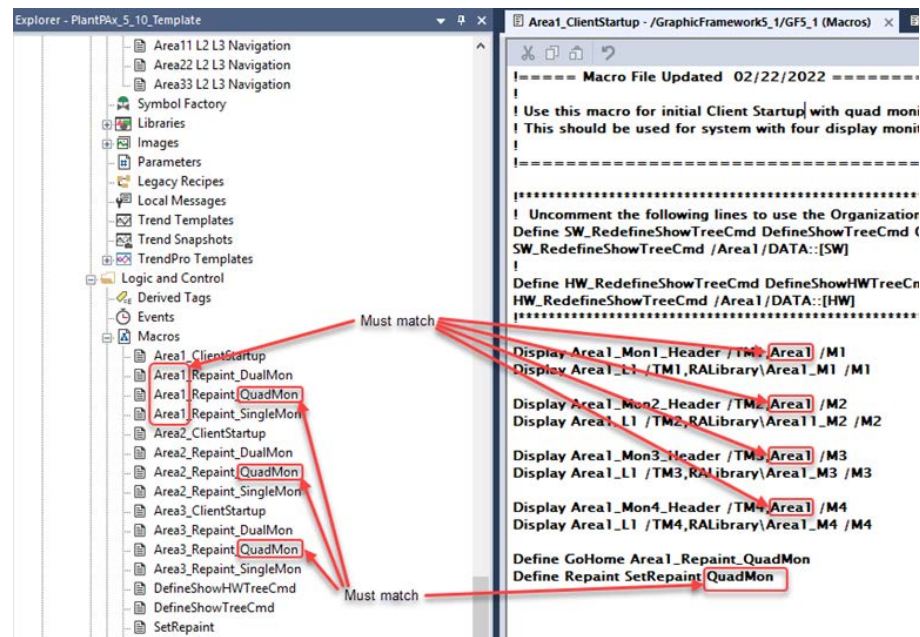 Explorer - PlantPAx_5_10_Template
Area11 L2 L3 Navigation
Area22 L2 L3 Navigation
Area33 L2 L3 Navigation
Symbol Factory
Libraries
Images
Parameters
Legacy Recipes
Local Messages
Trend Templates
Trend Snapshots
TrendPro Templates
Logic and Control
Derived Tags
Events
Macros
Area1_ClientStartup
Area1_Repaint_DualMon
Area1_Repaint_QuadMon
Area1_Repaint_SingleMon
Area2_ClientStartup
Area2_Repaint_DualMon
Area2_Repaint_QuadMon
Area2_Repaint_SingleMon
Area3_ClientStartup
Area3_Repaint_DualMon
Area3_Repaint_QuadMon
Area3_Repaint_SingleMon
DefineShowHWTreeCmd
DefineShowTreeCmd
SetRepaint
Must match
Must match
Area1_ClientStartup - /GraphicFramework5_1/GF5_1 (Macros)
!===== Macro File Updated 02/22/2022 =========
!
! Use this macro for initial Client Startup with quad moni
! This should be used for system with four display monit
!
!==================================
!**********************************
! Uncomment the following lines to use the Organization
Define SW_RedefineShowTreeCmd DefineShowTreeCmd
SW_RedefineShowTreeCmd /Area1/DATA::[SW]
!
Define HW_RedefineShowTreeCmd DefineShowHWTreeCm
HW_RedefineShowTreeCmd /Area1/DATA::[HW]
!**********************************
Display Area1_Mon1_Header /TM1,Area1 /M1
Display Area1_L1 /TM1,RALibrary\Area1_M1 /M1
Display Area1_Mon2_Header /TM2,Area1 /M2
Display Area1_L1 /TM2,RALibrary\Area11_M2 /M2
Display Area1_Mon3_Header /TM3,Area1 /M3
Display Area1_L1 /TM3,RALibrary\Area1_M3 /M3
Display Area1_Mon4_Header /TM4,Area1 /M4
Display Area1_L1 /TM4,RALibrary\Area1_M4 /M4
Define GoHome Area1_Repaint_QuadMon
Define Repaint SetRepaint QuadMon